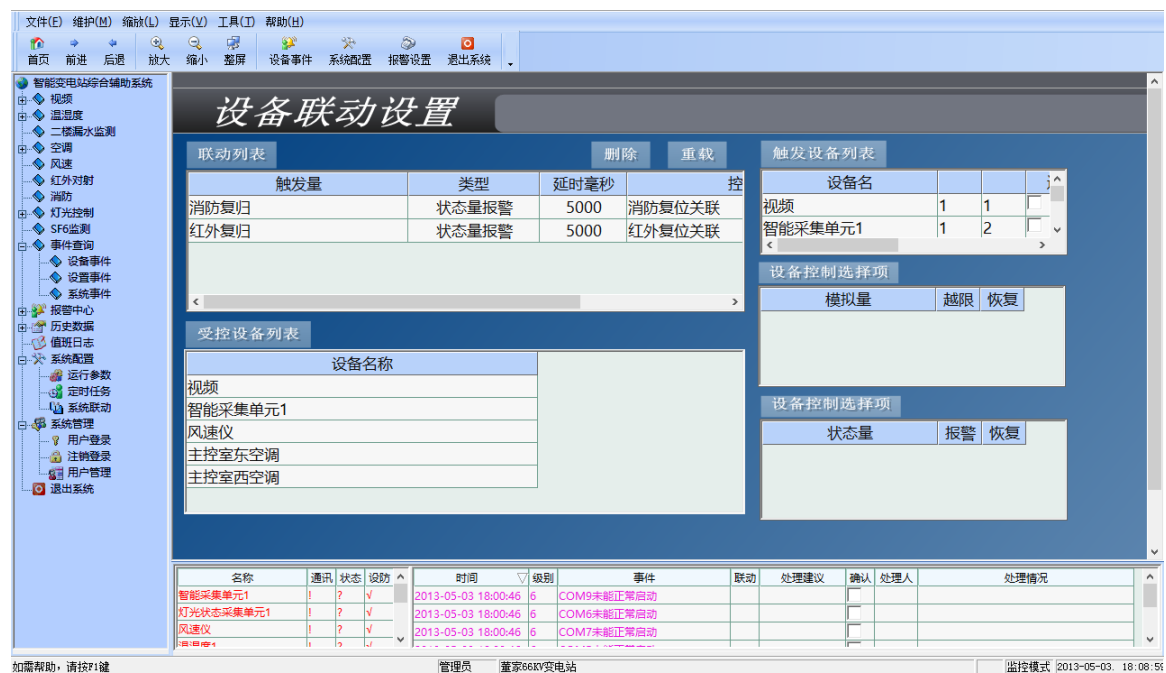 文件(F) 维护(M) 缩放(L) 显示(V) 工具(T) 帮助(H)
首页 前进 后退 放大 缩小 整屏 设备事件 系统配置 报警设置 退出系统
智能变电站综合辅助系统
视频
温湿度
二楼漏水监测
空调
风速
红外对射
消防
灯光控制
SF6监测
事件查询
设备事件
设置事件
系统事件
报警中心
历史数据
值班日志
系统配置
运行参数
定时任务
系统联动
系统管理
用户登录
注销登录
用户管理
退出系统
设备联动设置
联动列表 删除 重载
触发量 类型 延时毫秒 控
消防复归 状态量报警 5000 消防复位关联
红外复归 状态量报警 5000 红外复位关联
受控设备列表
设备名称
视频
智能采集单元1
风速仪
主控室东空调
主控室西空调
触发设备列表
设备名
视频 1 1
智能采集单元1 1 2
设备控制选择项
模拟量 越限 恢复
设备控制选择项
状态量 报警 恢复
名称 通讯 状态 设防
智能采集单元1 ! ? √
灯光状态采集单元1 ! ? √
风速仪 ! ? √
时间 级别 事件 联动 处理建议 确认 处理人 处理情况
2013-05-03 18:00:46 6 COM9未能正常启动
2013-05-03 18:00:46 6 COM6未能正常启动
2013-05-03 18:00:46 6 COM7未能正常启动
如需帮助，请按F1键 管理员 董家66KV变电站 监控模式 2013-05-03. 18:08:59